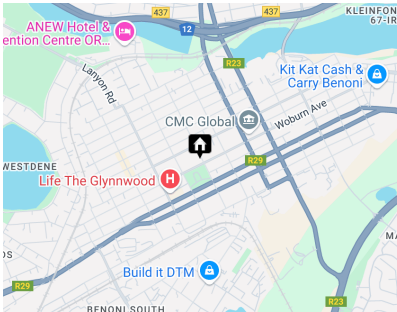 ANEW Hotel &
ention Centre OR...
437
437
12
KLEINFON
67-IR
R23
Lanyon Rd
Kit Kat Cash &
Carry Benoni
CMC Global
Woburn Ave
WESTDENE
R29
Life The Glynnwood
H
Build it DTM
R29
R23
BENONI SOUTH
OS
MA